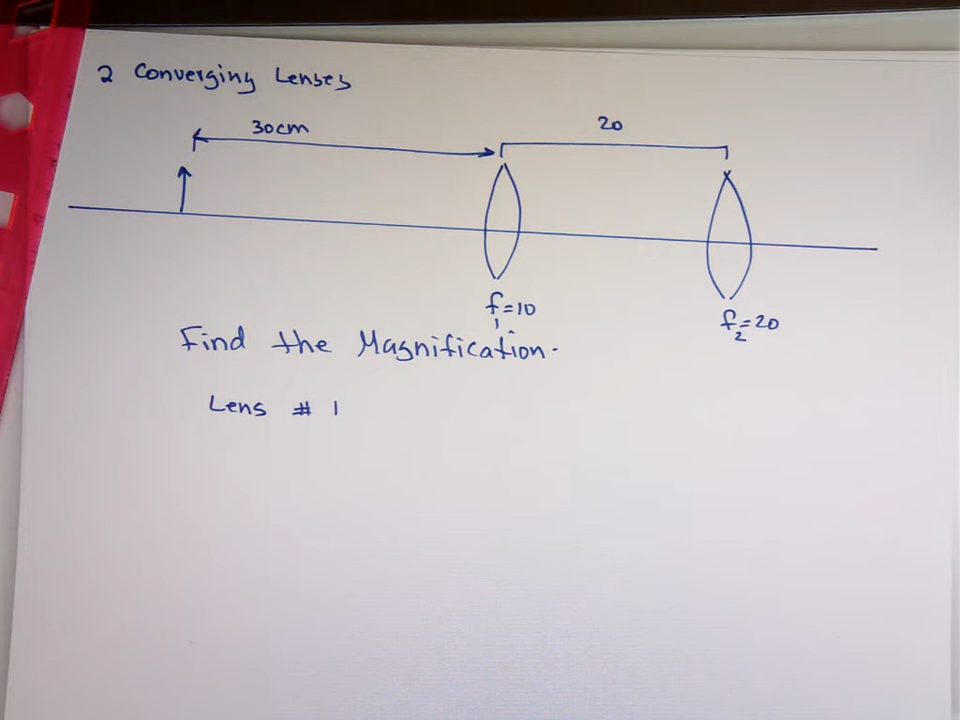 2 Converging Lenses
30cm
20
f1=10
f2=20
Find the Magnification.
Lens # 1